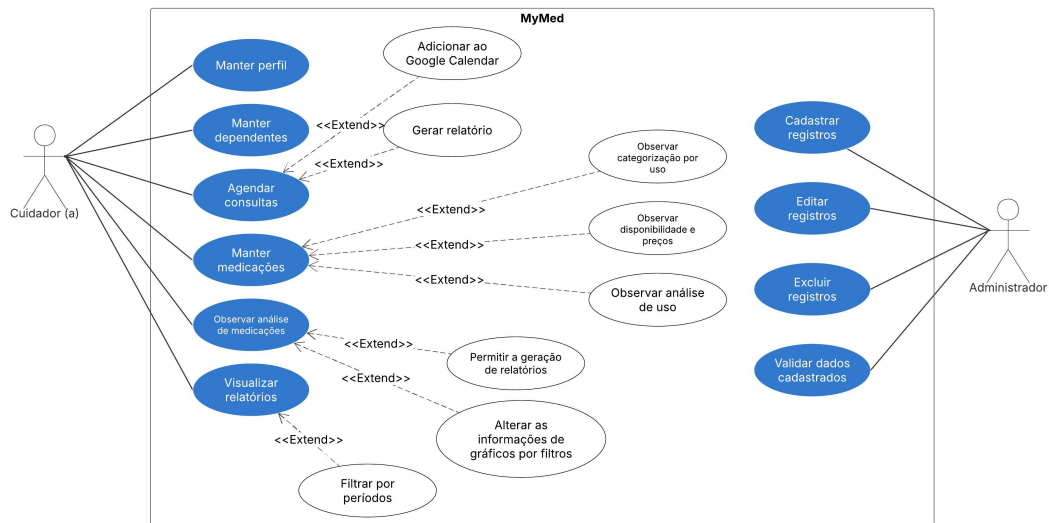 MyMed
Adicionar ao
Google Calendar
Manter perfil
Manter
dependentes
<<Extend>>
Gerar relatório
Cadastrar
registros
<<Extend>>
Observar
categorização por
uso
Cuidador (a)
Agendar
consultas
<<Extend>>
Editar
registros
Observar
disponibilidade e
preços
Manter
medicações
<<Extend>>
<<Extend>>
Excluir
registros
Administrador
Observar análise
de uso
Observar análise
de medicações
<<Extend>>
Permitir a geração
de relatórios
Validar dados
cadastrados
<<Extend>>
Visualizar
relatórios
Alterar as
informações de
gráficos por filtros
<<Extend>>
Filtrar por
períodos